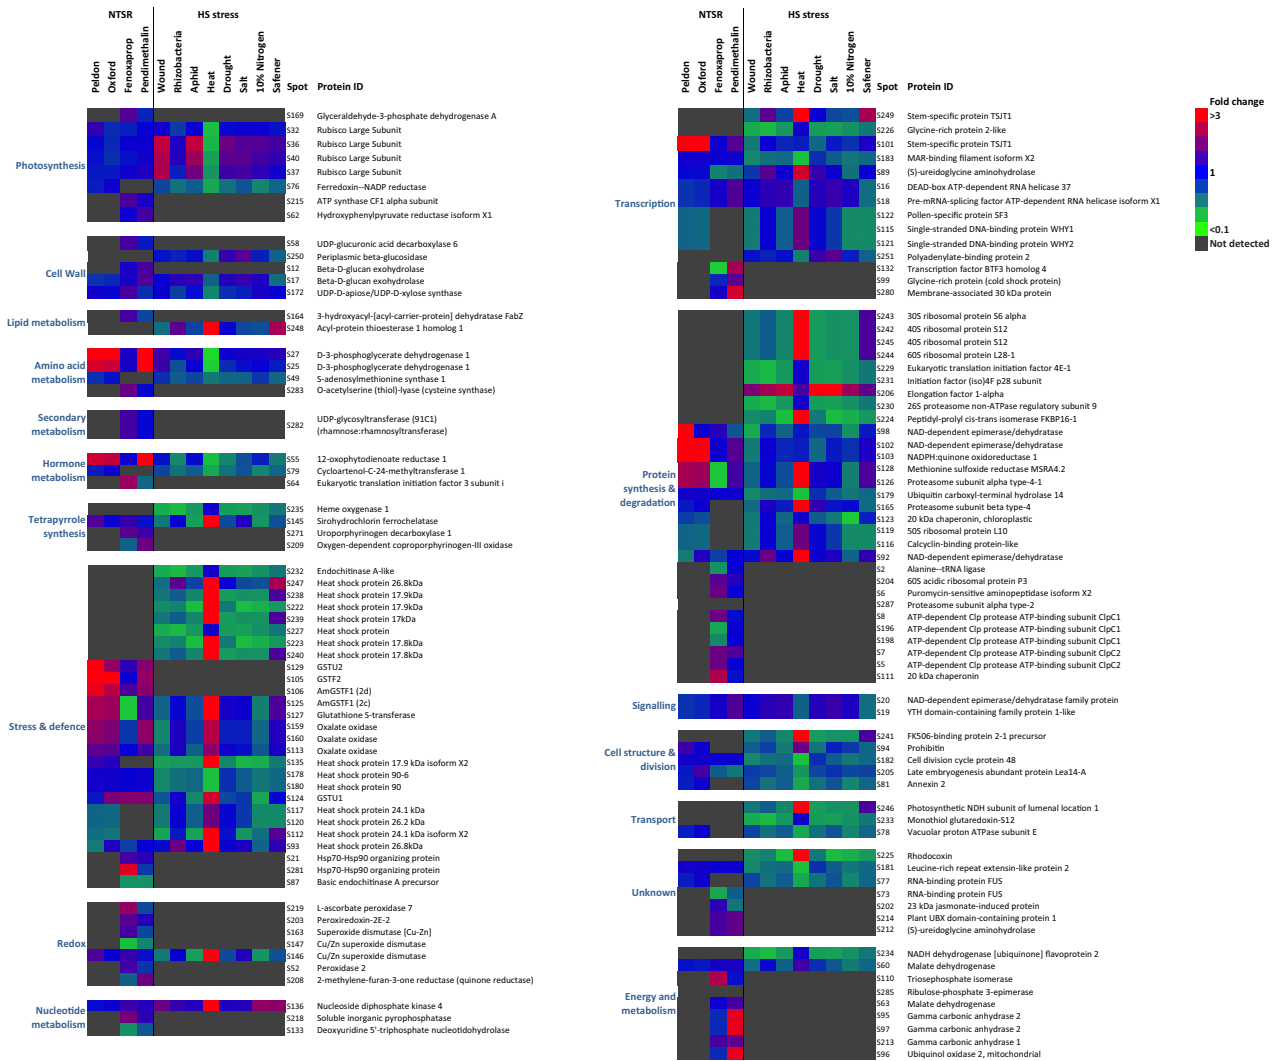 NTSR HS stress
Peldon
Oxford
Fenoxaprop
Pendimethalin
Wound
Rhizobacteria
Aphid
Heat
Drought
Salt
10% Nitrogen
Safener
Spot Protein ID
Photosynthesis
S169 Glyceraldehyde-3-phosphate dehydrogenase A
S32 Rubisco Large Subunit
S36 Rubisco Large Subunit
S40 Rubisco Large Subunit
S37 Rubisco Large Subunit
S76 Ferredoxin--NADP reductase
S215 ATP synthase CF1 alpha subunit
S62 Hydroxyphenylpyruvate reductase isoform X1
Cell Wall
S58 UDP-glucuronic acid decarboxylase 6
S250 Periplasmic beta-glucosidase
S12 Beta-D-glucan exohydrolase
S17 Beta-D-glucan exohydrolase
S172 UDP-D-apiose/UDP-D-xylose synthase
Lipid metabolism
S164 3-hydroxyacyl-[acyl-carrier-protein] dehydratase FabZ
S248 Acyl-protein thioesterase 1 homolog 1
Amino acid
metabolism
S27 D-3-phosphoglycerate dehydrogenase 1
S25 D-3-phosphoglycerate dehydrogenase 1
S49 S-adenosylmethionine synthase 1
S283 O-acetylserine (thiol)-lyase (cysteine synthase)
Secondary
metabolism
S282 UDP-glycosyltransferase (91C1)
(rhamnose:rhamnosyltransferase)
Hormone
metabolism
S55 12-oxophytodienoate reductase 1
S79 Cycloartenol-C-24-methyltransferase 1
S64 Eukaryotic translation initiation factor 3 subunit i
Tetrapyrrole
synthesis
S235 Heme oxygenase 1
S145 Sirohydrochlorin ferrochelatase
S271 Uroporphyrinogen decarboxylase 1
S209 Oxygen-dependent coproporphyrinogen-III oxidase
Stress & defence
S232 Endochitinase A-like
S247 Heat shock protein 26.8kDa
S238 Heat shock protein 17.9kDa
S222 Heat shock protein 17.9kDa
S239 Heat shock protein 17kDa
S227 Heat shock protein
S223 Heat shock protein 17.8kDa
S240 Heat shock protein 17.8kDa
S129 GSTU2
S105 GSTF2
S106 AmGSTF1 (2d)
S125 AmGSTF1 (2c)
S127 Glutathione S-transferase
S159 Oxalate oxidase
S160 Oxalate oxidase
S113 Oxalate oxidase
S135 Heat shock protein 17.9 kDa isoform X2
S178 Heat shock protein 90-6
S180 Heat shock protein 90
S124 GSTU1
S117 Heat shock protein 24.1 kDa
S120 Heat shock protein 26.2 kDa
S112 Heat shock protein 24.1 kDa isoform X2
S93 Heat shock protein 26.8kDa
S21 Hsp70-Hsp90 organizing protein
S281 Hsp70-Hsp90 organizing protein
S87 Basic endochitinase A precursor
Redox
S219 L-ascorbate peroxidase 7
S203 Peroxiredoxin-2E-2
S163 Superoxide dismutase [Cu-Zn]
S147 Cu/Zn superoxide dismutase
S146 Cu/Zn superoxide dismutase
S52 Peroxidase 2
S208 2-methylene-furan-3-one reductase (quinone reductase)
Nucleotide
metabolism
S136 Nucleoside diphosphate kinase 4
S218 Soluble inorganic pyrophosphatase
S133 Deoxyuridine 5'-triphosphate nucleotidohydrolase
NTSR HS stress
Peldon
Oxford
Fenoxaprop
Pendimethalin
Wound
Rhizobacteria
Aphid
Heat
Drought
Salt
10% Nitrogen
Safener
Spot Protein ID
Transcription
S249 Stem-specific protein TSJT1
S226 Glycine-rich protein 2-like
S101 Stem-specific protein TSJT1
S183 MAR-binding filament isoform X2
S89 (S)-ureidoglycine aminohydrolase
S16 DEAD-box ATP-dependent RNA helicase 37
S18 Pre-mRNA-splicing factor ATP-dependent RNA helicase isoform X1
S122 Pollen-specific protein SF3
S115 Single-stranded DNA-binding protein WHY1
S121 Single-stranded DNA-binding protein WHY2
S251 Polyadenylate-binding protein 2
S132 Transcription factor BTF3 homolog 4
S99 Glycine-rich protein (cold shock protein)
S280 Membrane-associated 30 kDa protein
Protein
synthesis &
degradation
S243 30S ribosomal protein S6 alpha
S242 40S ribosomal protein S12
S245 40S ribosomal protein S12
S244 60S ribosomal protein L28-1
S229 Eukaryotic translation initiation factor 4E-1
S231 Initiation factor (iso)4F p28 subunit
S206 Elongation factor 1-alpha
S230 26S proteasome non-ATPase regulatory subunit 9
S224 Peptidyl-prolyl cis-trans isomerase FKBP16-1
S98 NAD-dependent epimerase/dehydratase
S102 NAD-dependent epimerase/dehydratase
S103 NADPH:quinone oxidoreductase 1
S128 Methionine sulfoxide reductase MSRA4.2
S126 Proteasome subunit alpha type-4-1
S179 Ubiquitin carboxyl-terminal hydrolase 14
S165 Proteasome subunit beta type-4
S123 20 kDa chaperonin, chloroplastic
S119 50S ribosomal protein L10
S116 Calcyclin-binding protein-like
S92 NAD-dependent epimerase/dehydratase
S2 Alanine--tRNA ligase
S204 60S acidic ribosomal protein P3
S6 Puromycin-sensitive aminopeptidase isoform X2
S287 Proteasome subunit alpha type-2
S8 ATP-dependent Clp protease ATP-binding subunit ClpC1
S196 ATP-dependent Clp protease ATP-binding subunit ClpC1
S198 ATP-dependent Clp protease ATP-binding subunit ClpC1
S7 ATP-dependent Clp protease ATP-binding subunit ClpC2
S5 ATP-dependent Clp protease ATP-binding subunit ClpC2
S111 20 kDa chaperonin
Signalling
S20 NAD-dependent epimerase/dehydratase family protein
S19 YTH domain-containing family protein 1-like
Cell structure &
division
S241 FK506-binding protein 2-1 precursor
S94 Prohibitin
S182 Cell division cycle protein 48
S205 Late embryogenesis abundant protein Lea14-A
S81 Annexin 2
Transport
S246 Photosynthetic NDH subunit of lumenal location 1
S233 Monothiol glutaredoxin-S12
S78 Vacuolar proton ATPase subunit E
Unknown
S225 Rhodocoxin
S181 Leucine-rich repeat extensin-like protein 2
S77 RNA-binding protein FUS
S73 RNA-binding protein FUS
S202 23 kDa jasmonate-induced protein
S214 Plant UBX domain-containing protein 1
S212 (S)-ureidoglycine aminohydrolase
Energy and
metabolism
S234 NADH dehydrogenase [ubiquinone] flavoprotein 2
S60 Malate dehydrogenase
S110 Triosephosphate isomerase
S285 Ribulose-phosphate 3-epimerase
S63 Malate dehydrogenase
S95 Gamma carbonic anhydrase 2
S97 Gamma carbonic anhydrase 2
S213 Gamma carbonic anhydrase 1
S96 Ubiquinol oxidase 2, mitochondrial
Fold change
>3
1
<0.1
Not detected